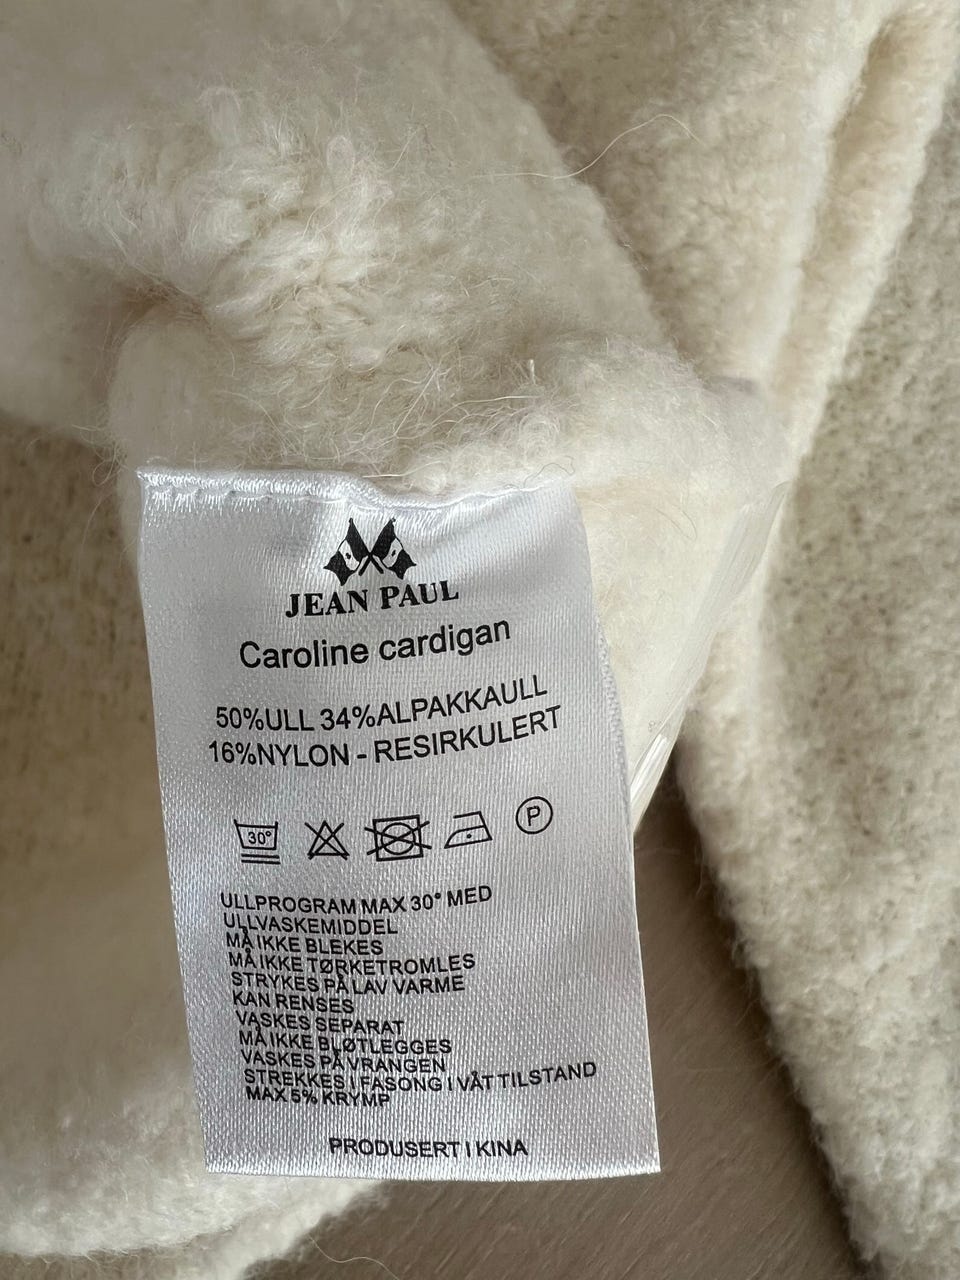 JEAN PAUL
Caroline cardigan
50%ULL 34%ALPAKKAULL
16%NYLON - RESIRKULERT
30° P
ULLPROGRAM MAX 30° MED
ULLVASKEMIDDEL
MÅ IKKE BLEKES
MÅ IKKE TØRKETROMLES
STRYKES PÅ LAV VARME
KAN RENSES
VASKES SEPARAT
MÅ IKKE BLØTLEGGES
VASKES PÅ VRANGEN
STREKKES I FASONG I VÅT TILSTAND
MAX 5% KRYMP
PRODUSERT I KINA